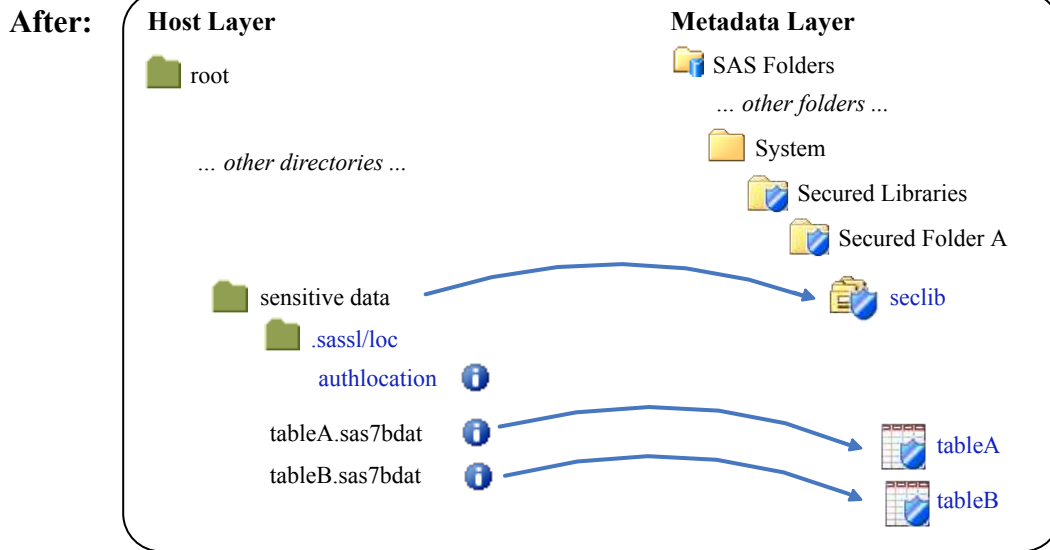 After:
Host Layer
Metadata Layer
root
SAS Folders
... other folders ...
... other directories ...
System
Secured Libraries
Secured Folder A
sensitive data
seclib
.sassl/loc
authlocation
tableA.sas7bdat
tableA
tableB.sas7bdat
tableB